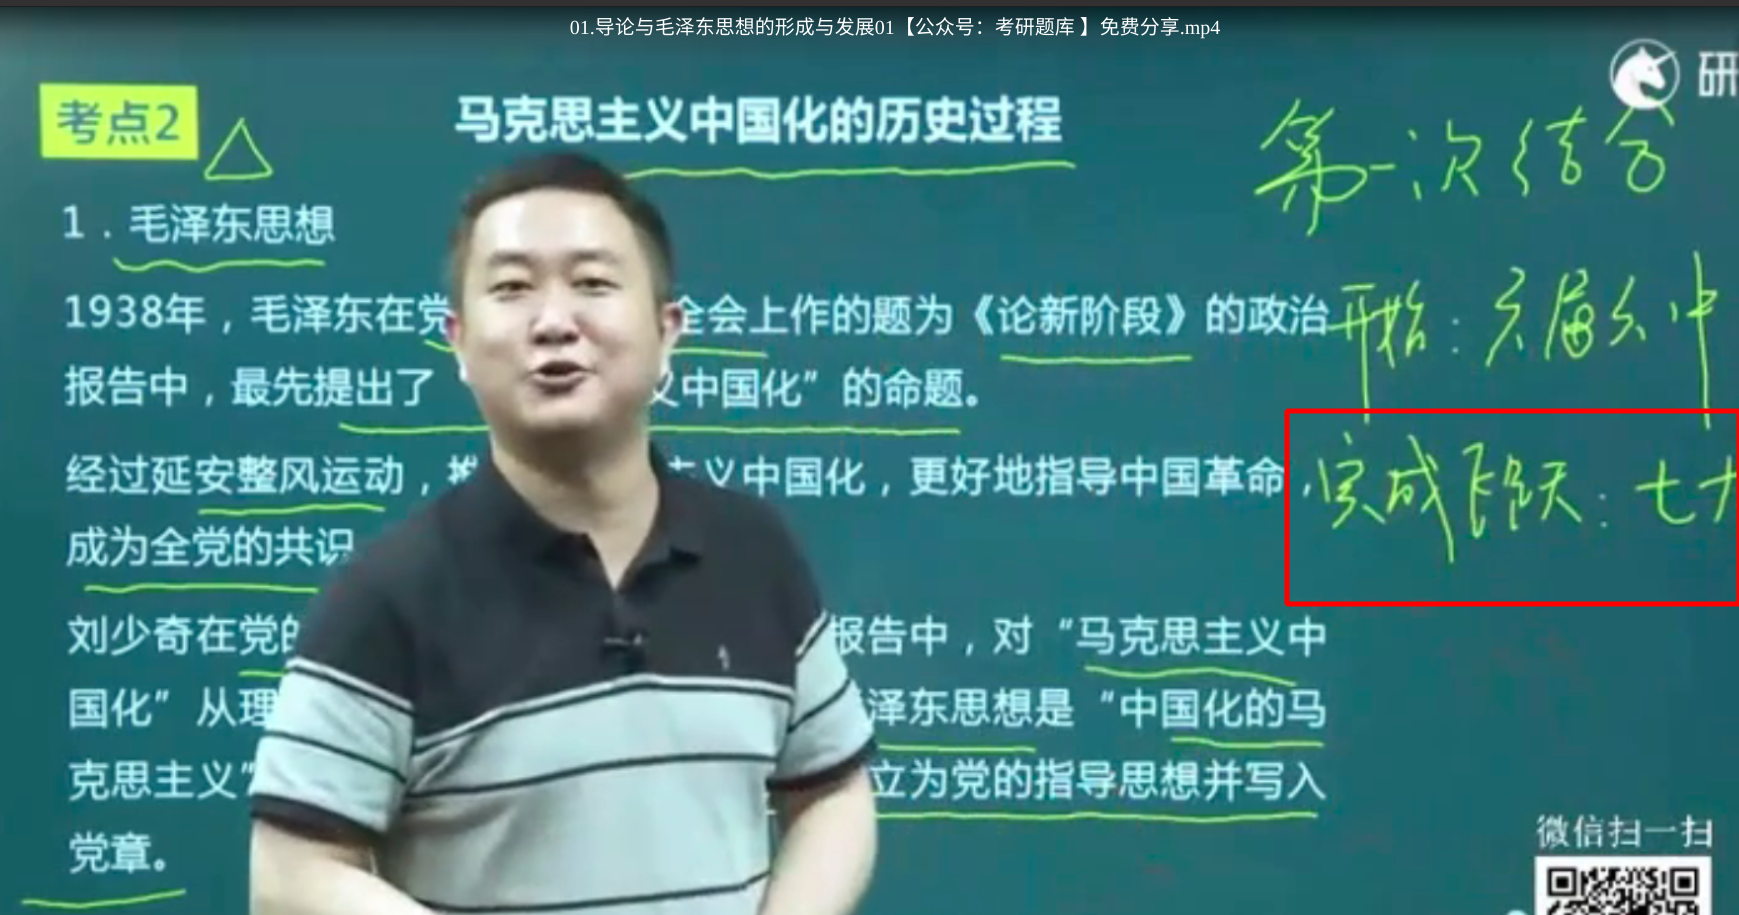 01.导论与毛泽东思想的形成与发展01【公众号：考研题库 】免费分享.mp4
研
考点2
马克思主义中国化的历史过程
第一次结合
1．毛泽东思想
开始：六届六中
1938年，毛泽东在党 全会上作的题为《论新阶段》的政治
报告中，最先提出了 义中国化”的命题。
完成飞跃：七大
经过延安整风运动，推 主义中国化，更好地指导中国革命，
成为全党的共识
刘少奇在党的 报告中，对“马克思主义中
国化”从理 泽东思想是“中国化的马
克思主义” 立为党的指导思想并写入
党章。
微信扫一扫